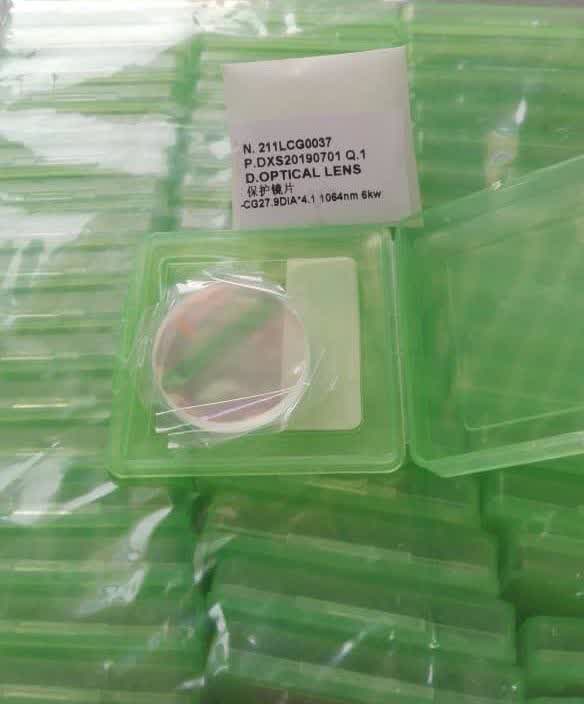 N. 211LCG0037
P.DXS20190701 Q.1
D.OPTICAL LENS
保护镜片
-CG27.9DIA*4.1 1064nm 6kw